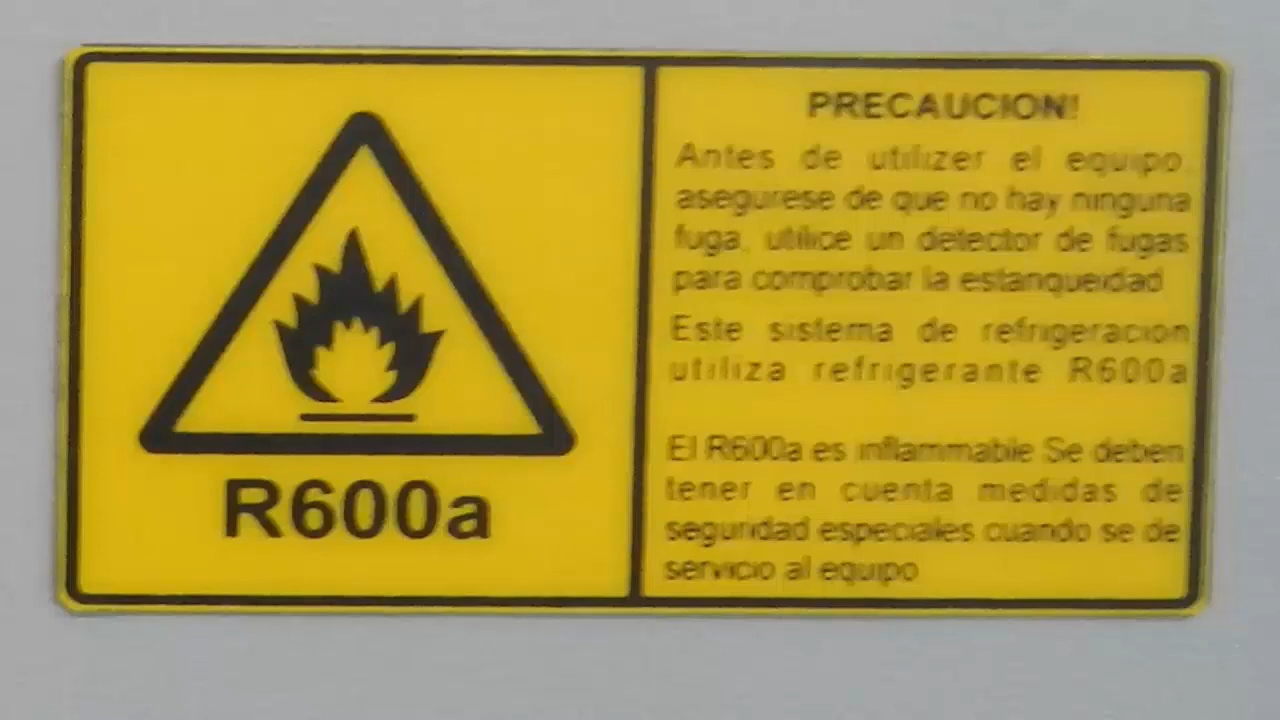 R600a
PRECAUCION!
Antes de utilizer el equipo,
asegurese de que no hay ninguna
fuga, utilice un detector de fugas
para comprobar la estanqueidad
Este sistema de refrigeracion
utiliza refrigerante R600a
El R600a es inflammable Se deben
tener en cuenta medidas de
seguridad especiales cuando se de
servicio al equipo